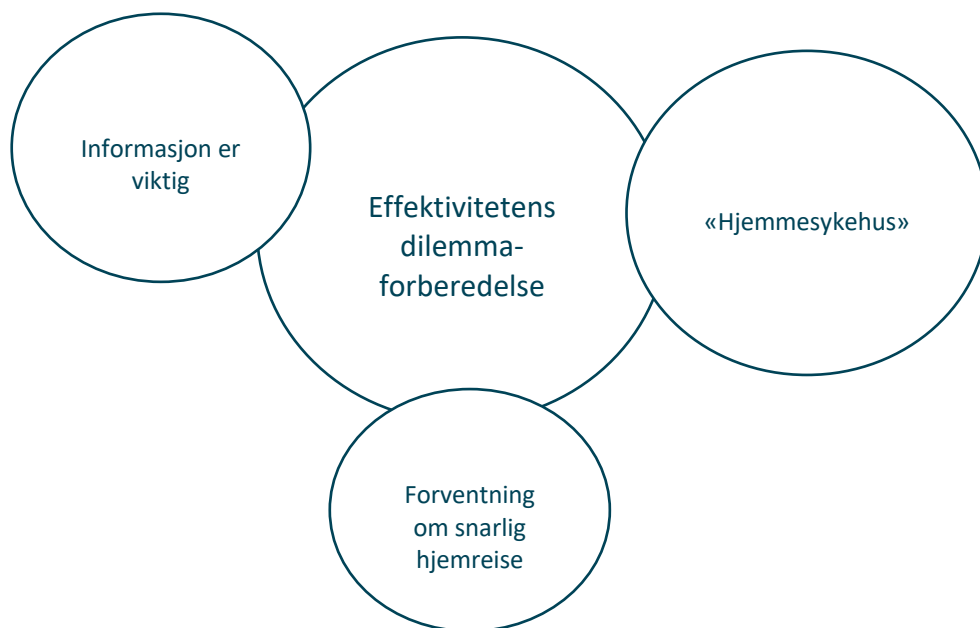 Informasjon er
viktig
Effektivitetens
dilemma-
forberedelse
«Hjemmesykehus»
Forventning
om snarlig
hjemreise